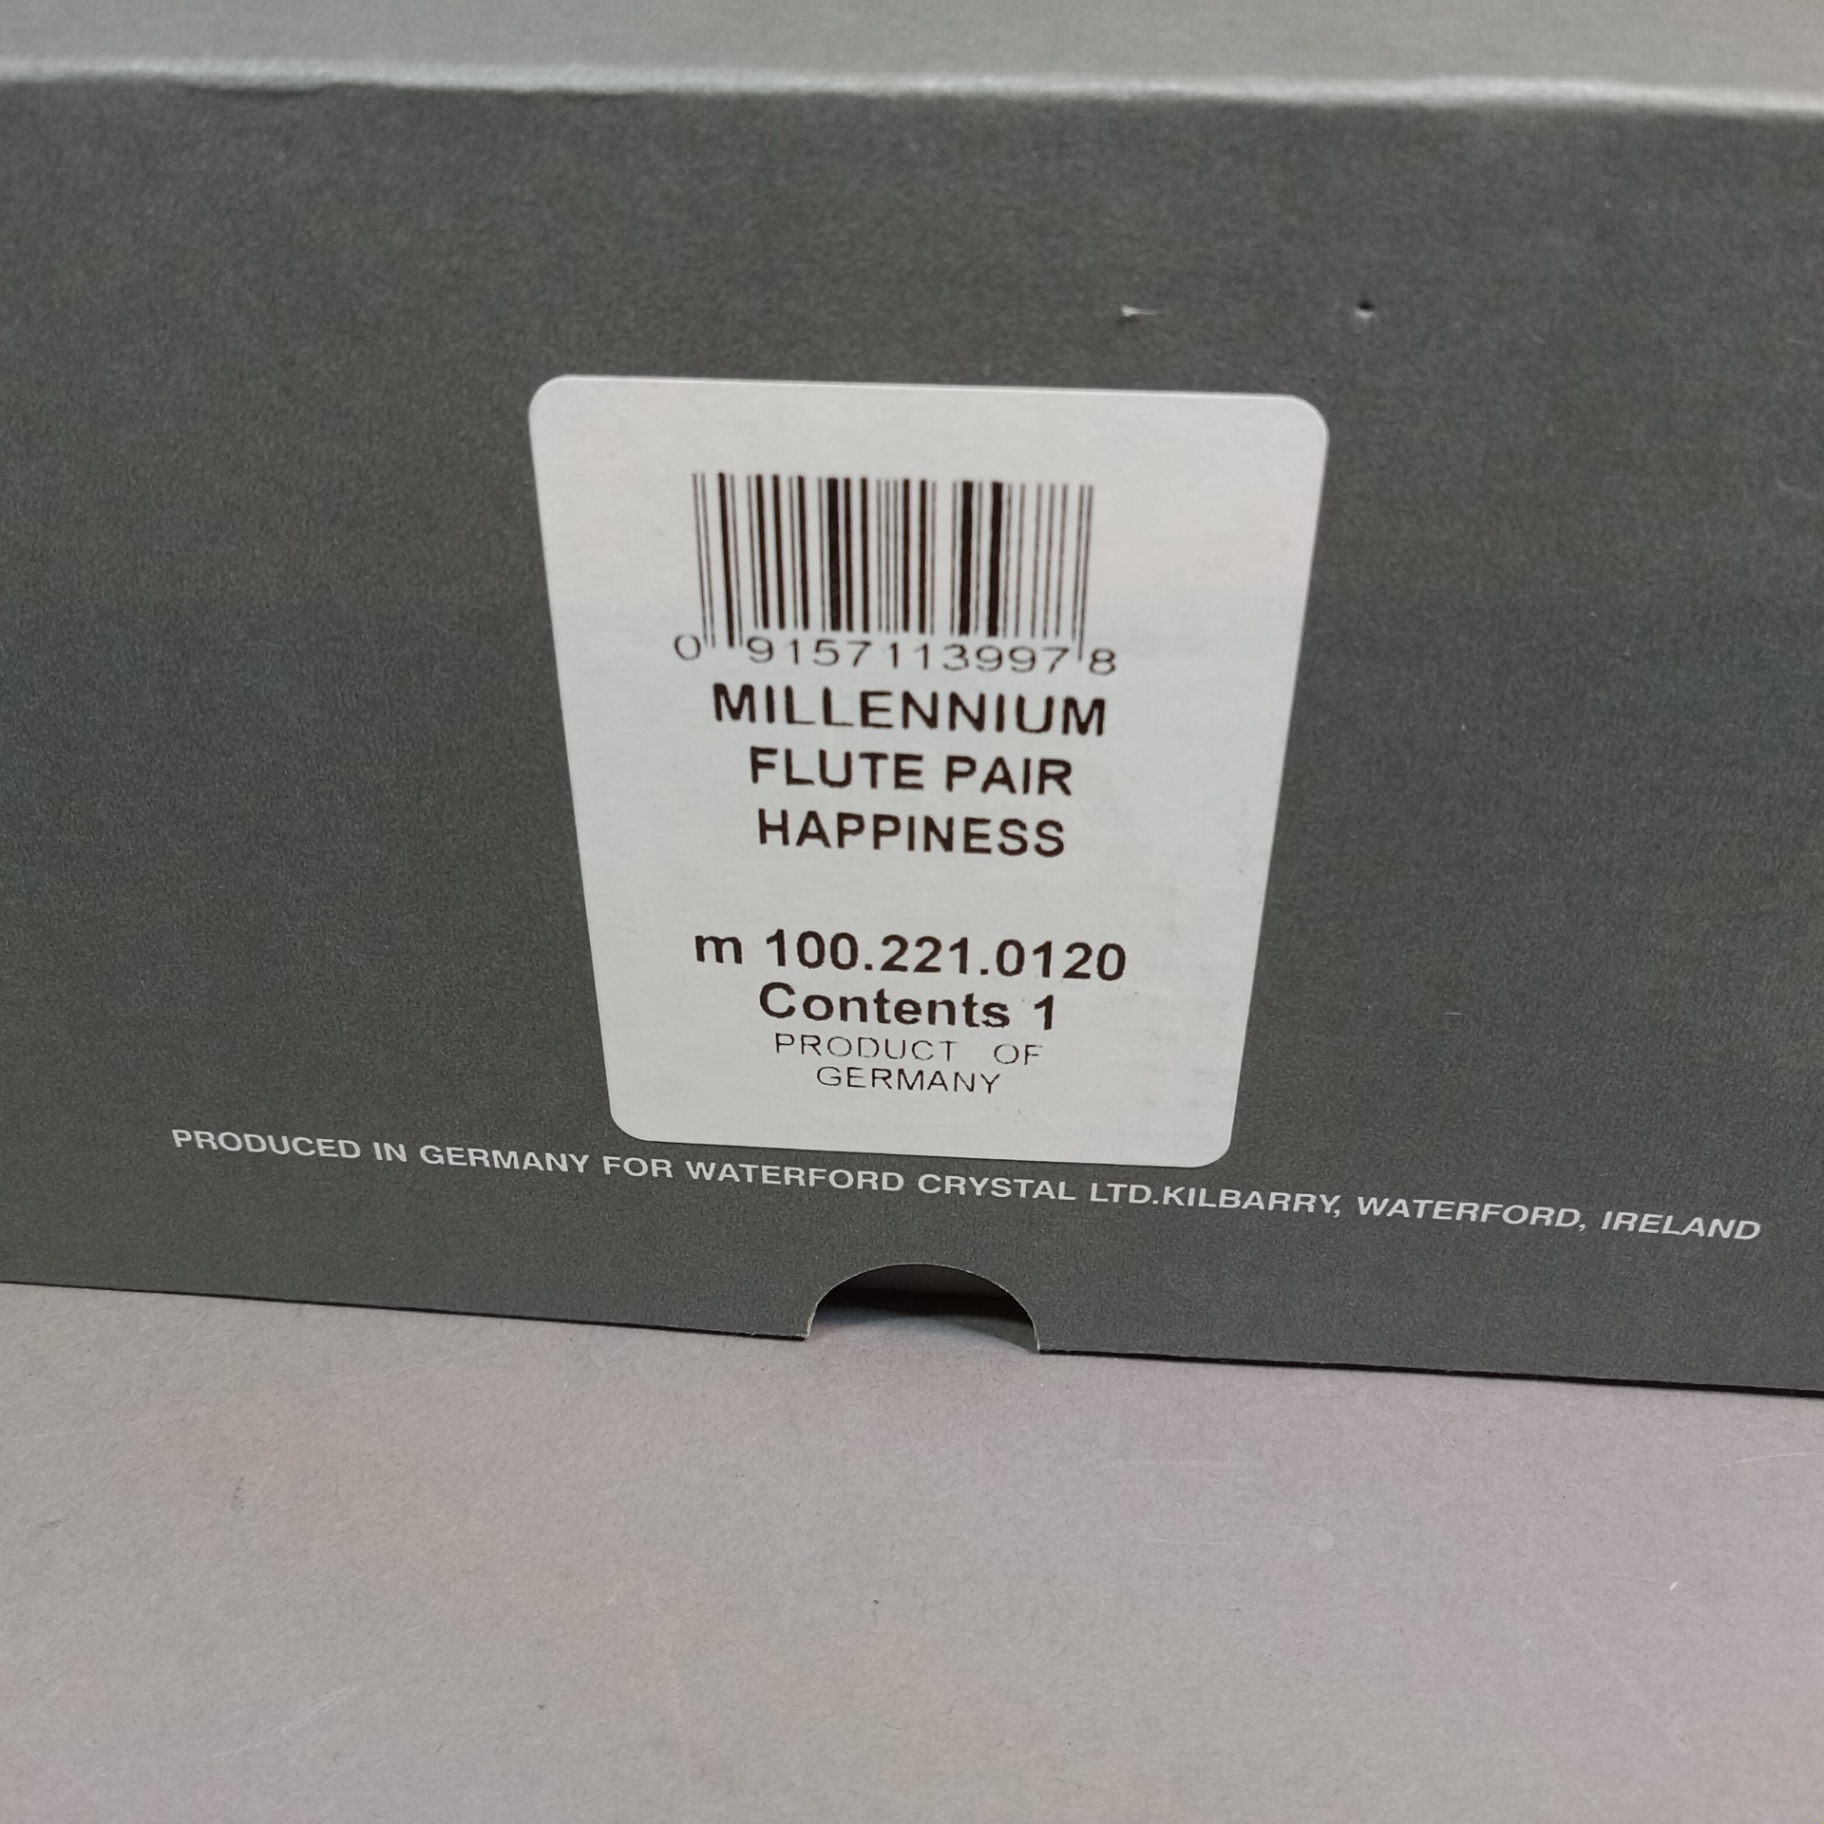 0 91571 13997 8
MILLENNIUM
FLUTE PAIR
HAPPINESS
m 100.221.0120
Contents 1
PRODUCT OF
GERMANY
PRODUCED IN GERMANY FOR WATERFORD CRYSTAL LTD.KILBARRY, WATERFORD, IRELAND